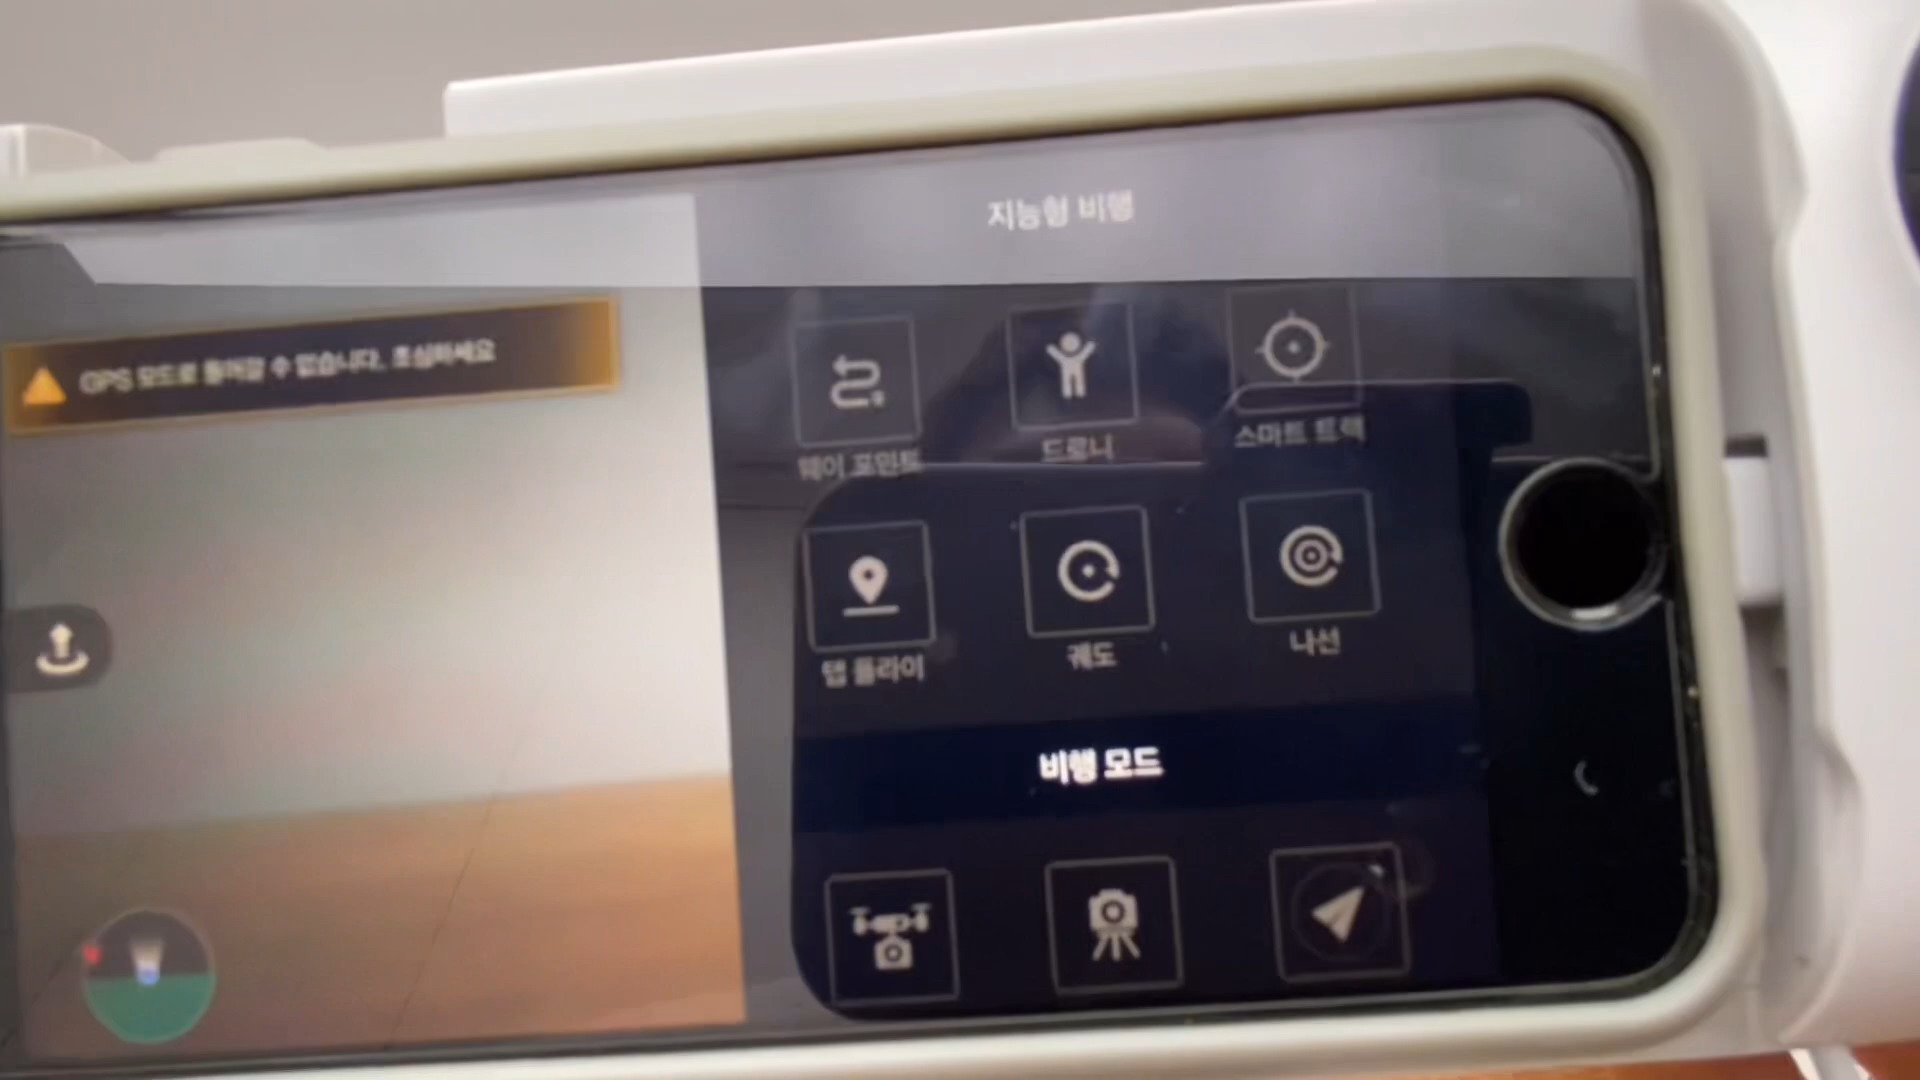 지능형 비행
GPS 모드로 들어갈 수 없습니다. 조심하세요
웨이 포인트
드로니
스마트 트랙
탭 플라이
궤도
나선
비행 모드